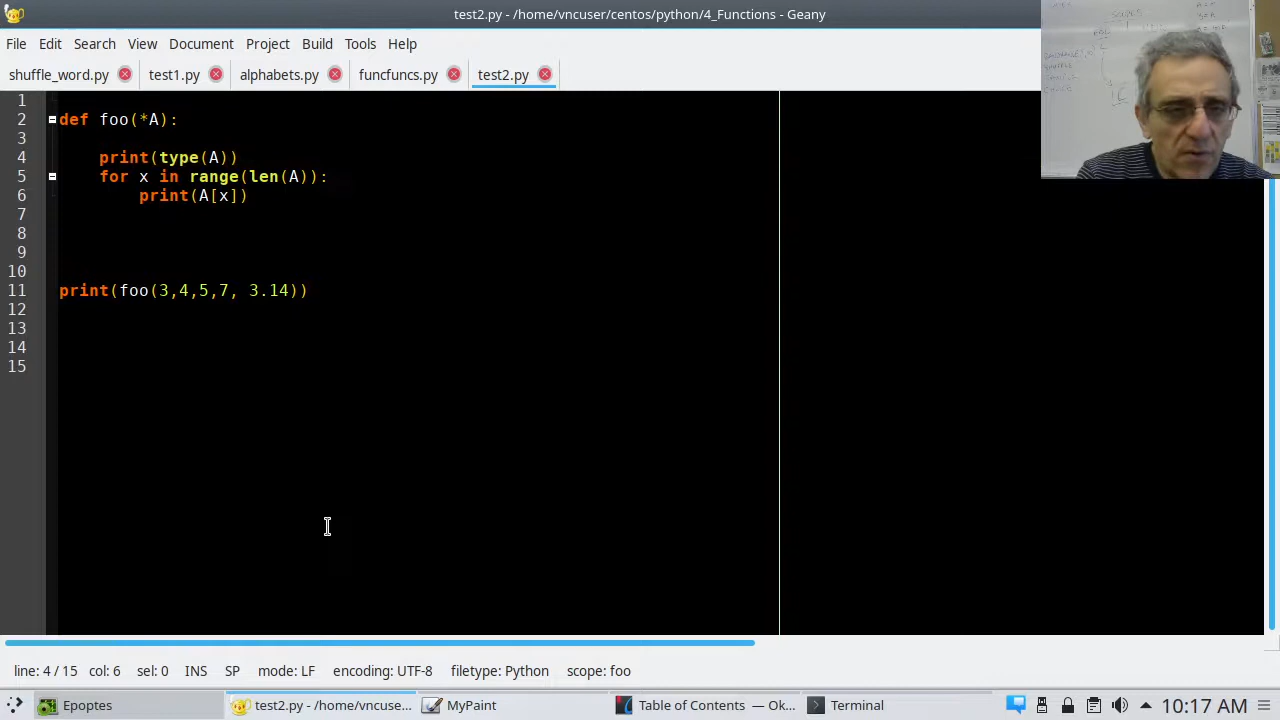 test2.py - /home/vncuser/centos/python/4_Functions - Geany
File Edit Search View Document Project Build Tools Help
shuffle_word.py test1.py alphabets.py funcfuncs.py test2.py
1
2 def foo(*A):
3
4 print(type(A))
5 for x in range(len(A)):
6 print(A[x])
7
8
9
10
11 print(foo(3,4,5,7, 3.14))
12
13
14
15
line: 4 / 15 col: 6 sel: 0 INS SP mode: LF encoding: UTF-8 filetype: Python scope: foo
Epoptes test2.py - /home/vncuse... MyPaint Table of Contents — Ok... Terminal 10:17 AM